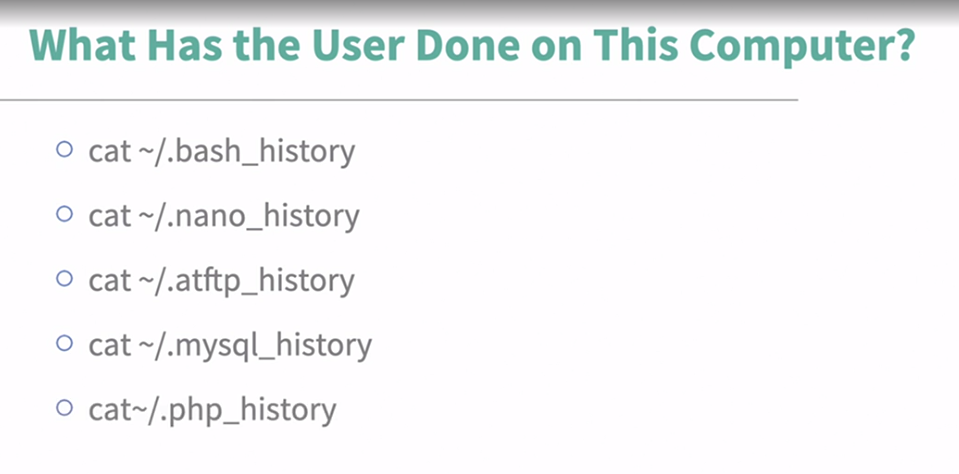 What Has the User Done on This Computer?
cat ~/.bash_history
cat ~/.nano_history
cat ~/.atftp_history
cat ~/.mysql_history
cat~/.php_history